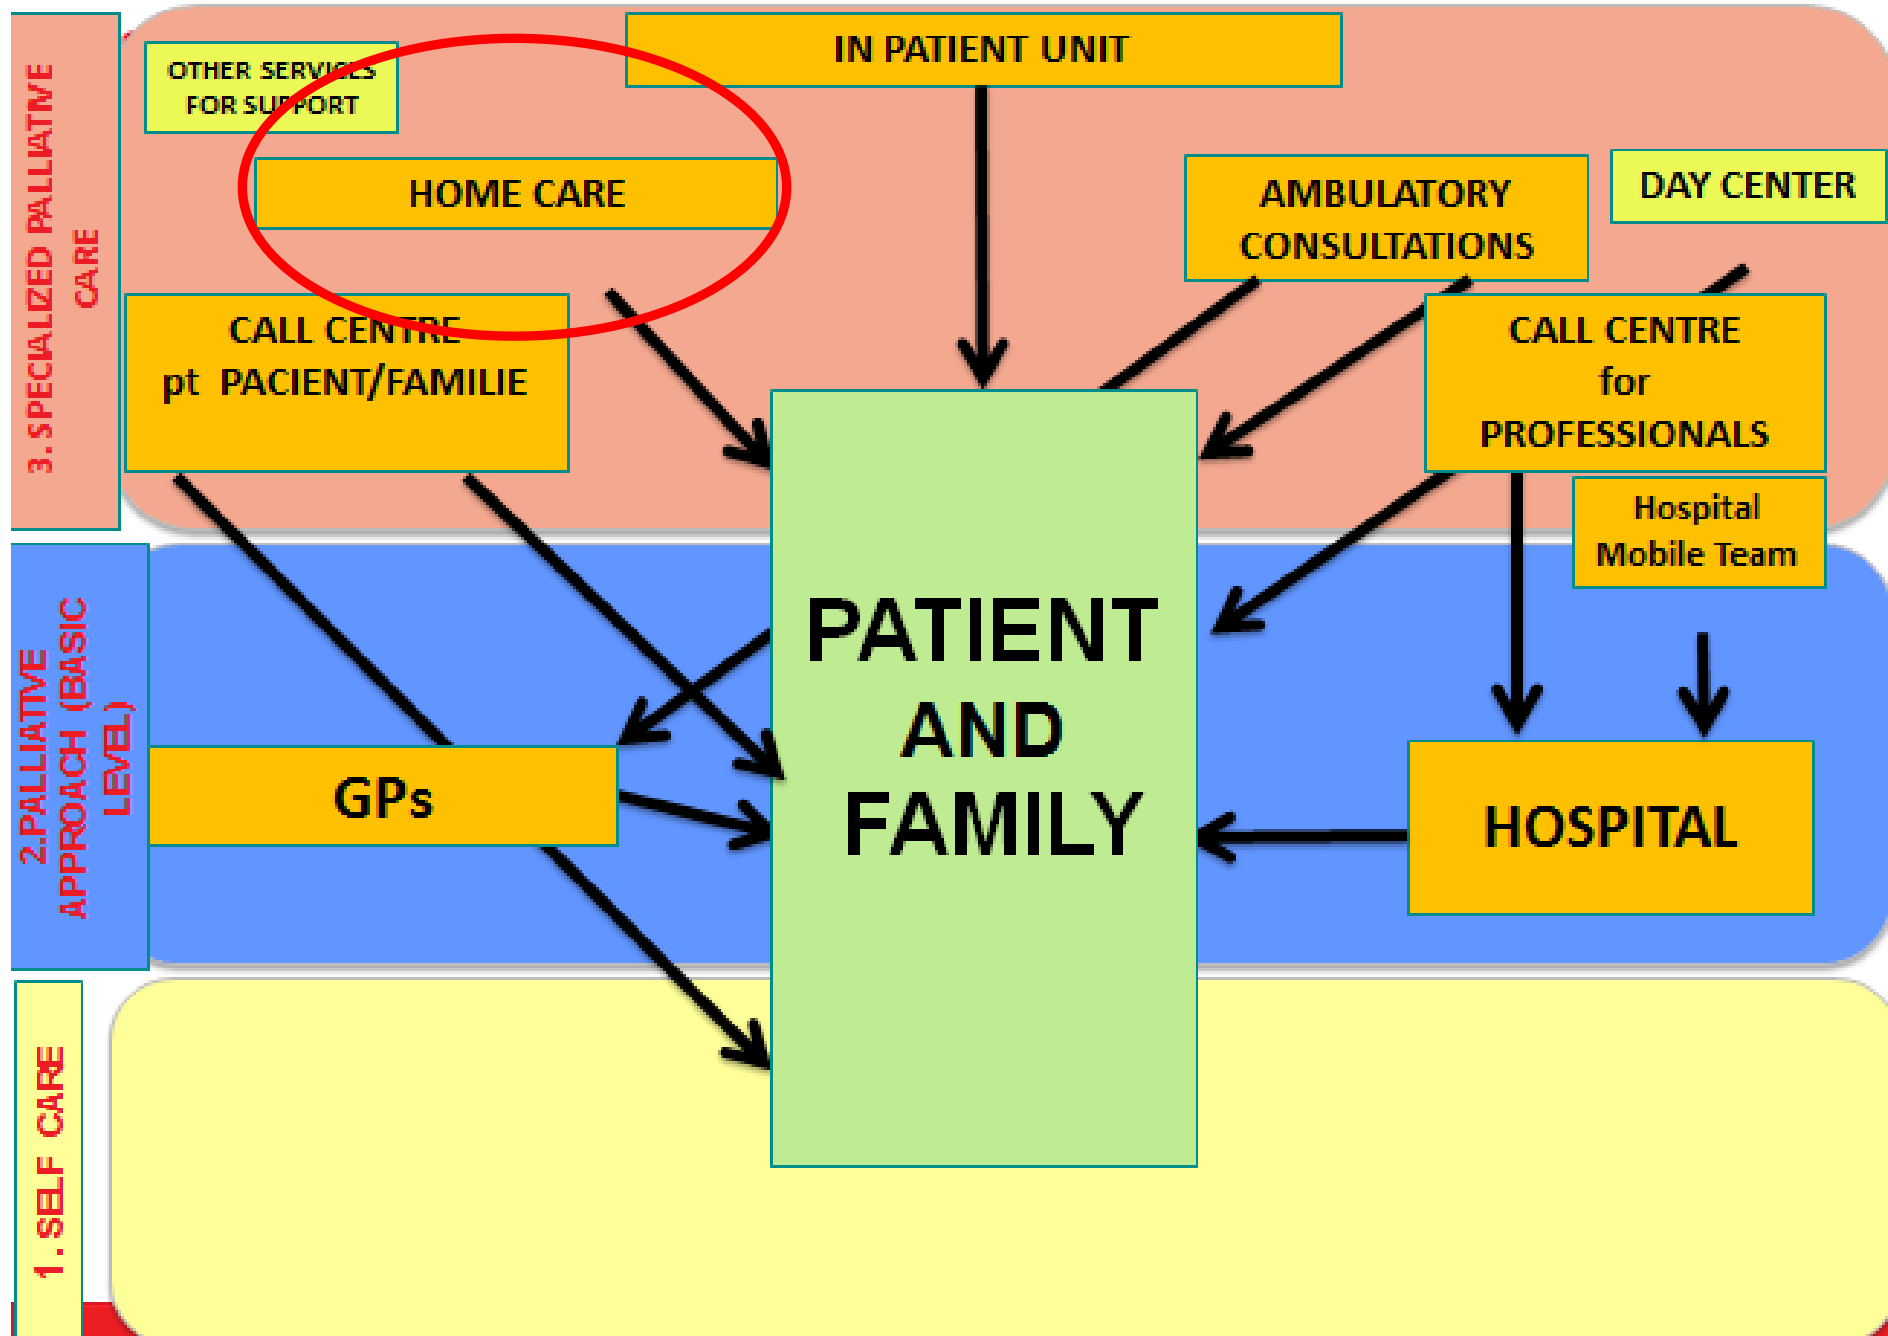 IN PATIENT UNIT
OTHER SERVICES
FOR SUPPORT
HOME CARE
AMBULATORY
CONSULTATIONS
DAY CENTER
3. SPECIALIZED PALLIATIVE
CARE
CALL CENTRE
pt PACIENT/FAMILIE
CALL CENTRE
for
PROFESSIONALS
Hospital
Mobile Team
2.PALLIATIVE
APPROACH (BASIC
LEVEL)
PATIENT
AND
FAMILY
GPs
HOSPITAL
1. SELF CARE